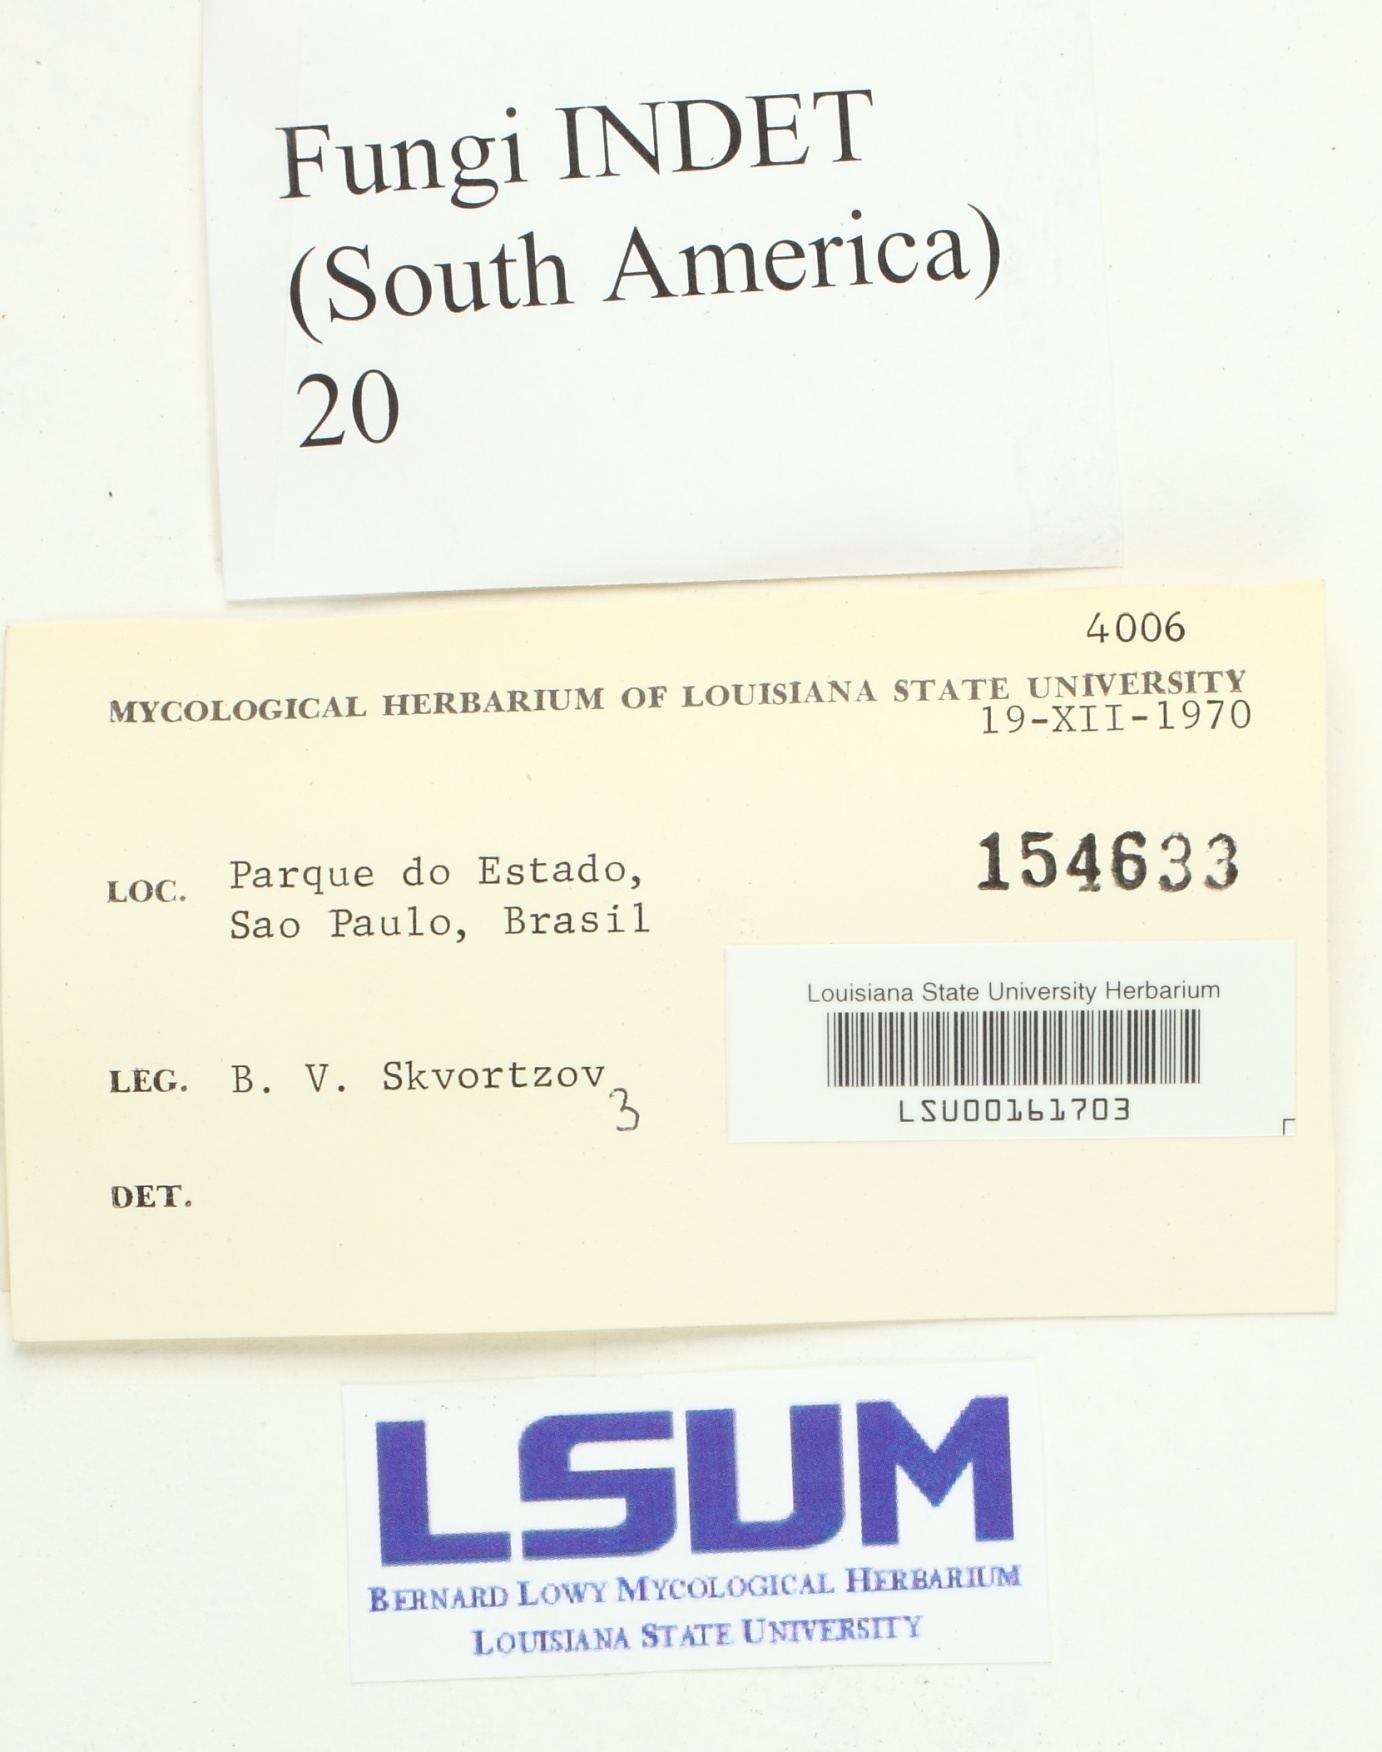 Fungi INDET
(South America)
20
4006
MYCOLOGICAL HERBARIUM OF LOUISIANA STATE UNIVERSITY
19-XII-1970
154633
LOC. Parque do Estado,
Sao Paulo, Brasil
Louisiana State University Herbarium
LSU00161703
LEG. B. V. Skvortzov
3
DET.
LSUM
BERNARD LOWY MYCOLOGICAL HERBARIUM
LOUISIANA STATE UNIVERSITY